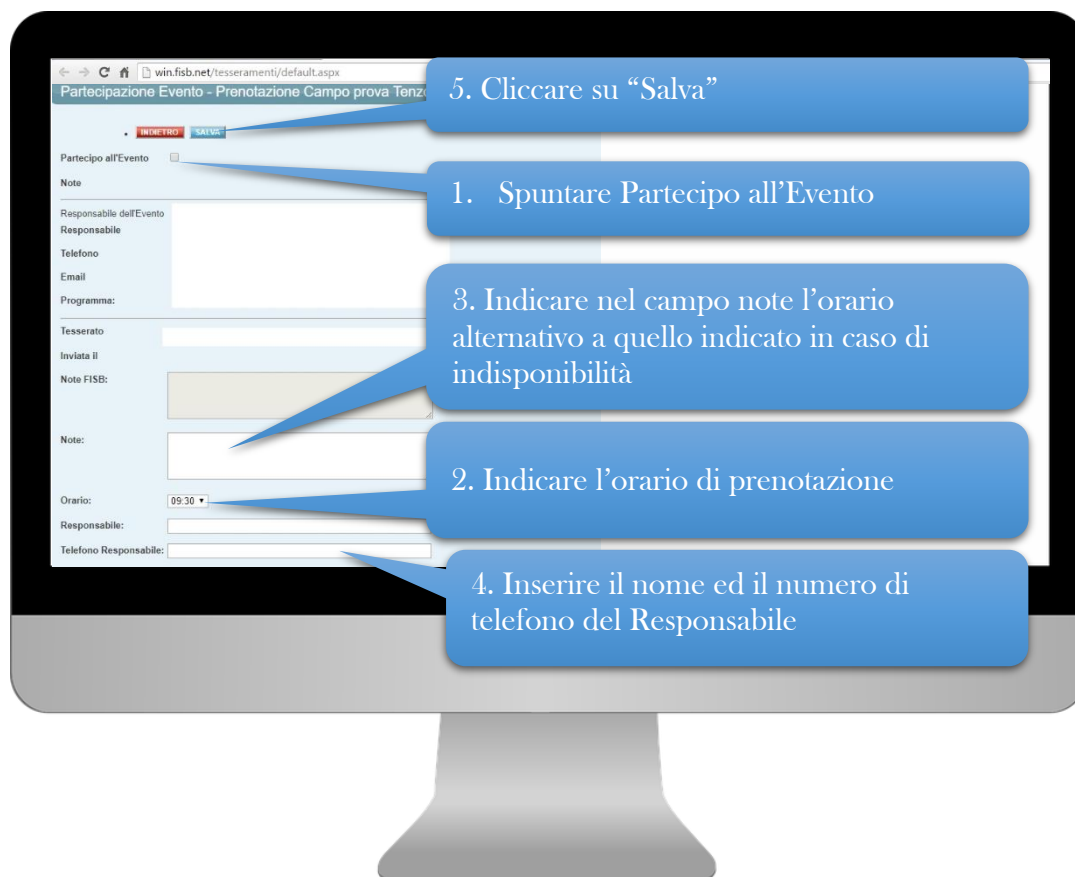 win.fisb.net/tesseramenti/default.aspx
Partecipazione Evento - Prenotazione Campo prova
5. Cliccare su “Salva”
INDIETRO SALVA
Partecipo all'Evento
1. Spuntare Partecipo all’Evento
Note
Responsabile dell'Evento
Responsabile
Telefono
Email
Programma:
3. Indicare nel campo note l’orario
alternativo a quello indicato in caso di
indisponibilità
Tesserato
Inviata il
Note FISB:
Note:
2. Indicare l’orario di prenotazione
Orario: 09:30
Responsabile:
Telefono Responsabile:
4. Inserire il nome ed il numero di
telefono del Responsabile